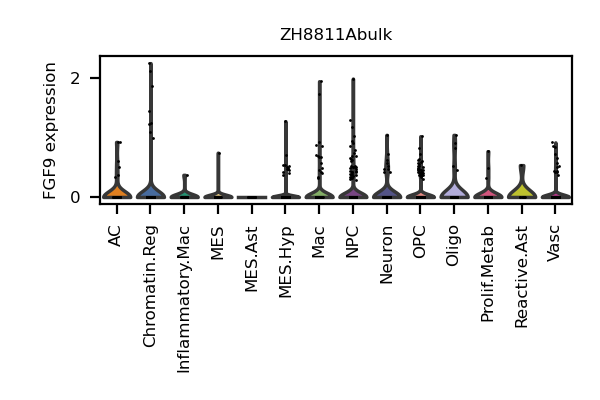 ZH8811Abulk
FGF9 expression
2
0
AC
Chromatin.Reg
Inflammatory.Mac
MES
MES.Ast
MES.Hyp
Mac
NPC
Neuron
OPC
Oligo
Prolif.Metab
Reactive.Ast
Vasc